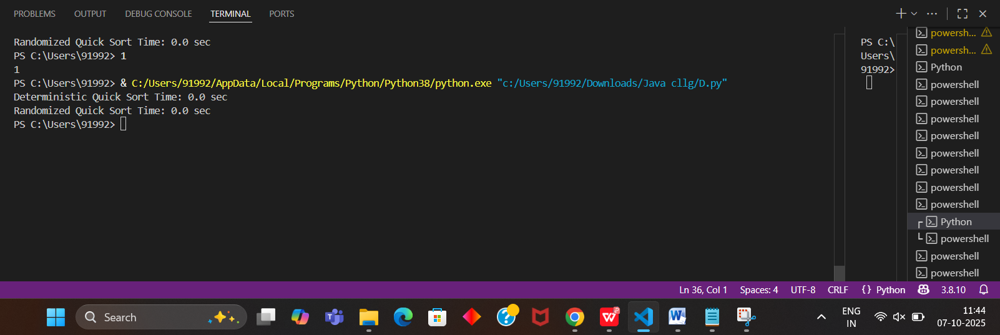 PROBLEMS OUTPUT DEBUG CONSOLE TERMINAL PORTS
Randomized Quick Sort Time: 0.0 sec
PS C:\Users\91992> 1
1
PS C:\Users\91992> & C:/Users/91992/AppData/Local/Programs/Python/Python38/python.exe "c:/Users/91992/Downloads/Java cllg/D.py"
Deterministic Quick Sort Time: 0.0 sec
Randomized Quick Sort Time: 0.0 sec
PS C:\Users\91992>
PS C:\
Users\
91992>
powersh...
powersh...
Python
powershell
powershell
powershell
powershell
powershell
powershell
powershell
powershell
Python
powershell
powershell
powershell
Ln 36, Col 1 Spaces: 4 UTF-8 CRLF {} Python 3.8.10
Search
ENG
IN
11:44
07-10-2025